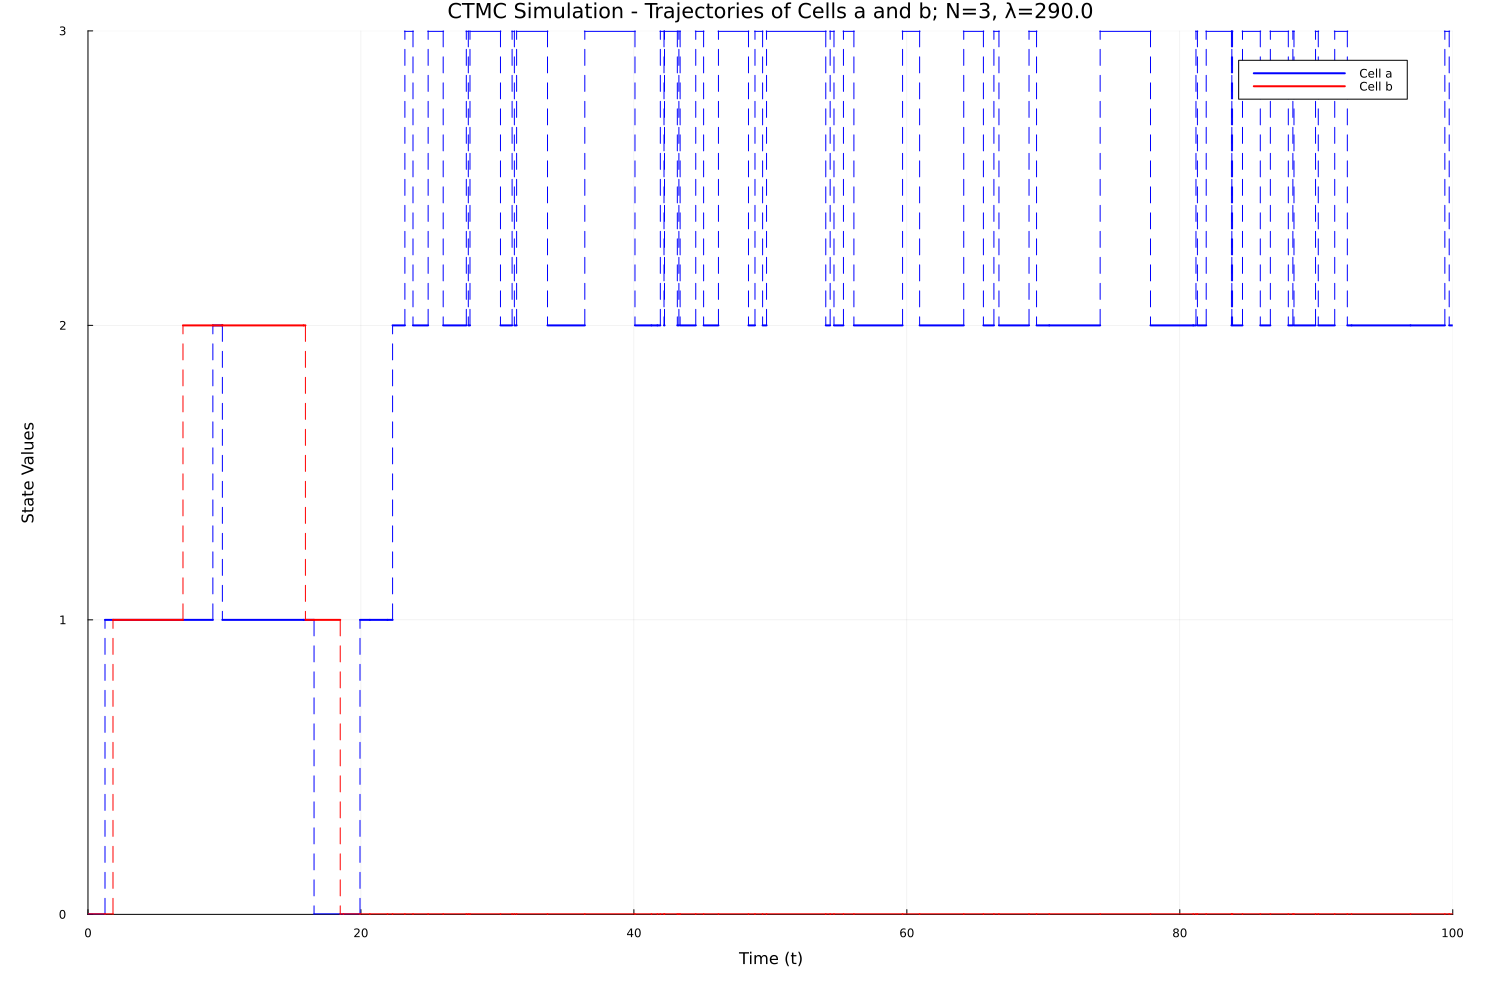 CTMC Simulation - Trajectories of Cells a and b; N=3, λ=290.0
3
Cell a
Cell b
2
State Values
1
0
0 20 40 60 80 100
Time (t)